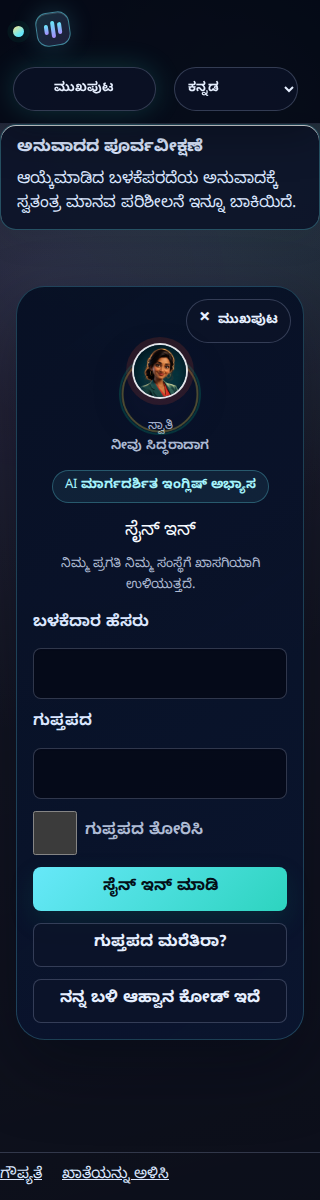 ಮುಖಪುಟ
ಕನ್ನಡ
ಅನುವಾದದ ಪೂರ್ವವೀಕ್ಷಣೆ
ಆಯ್ಕೆಮಾಡಿದ ಬಳಕೆಪರದೆಯ ಅನುವಾದಕ್ಕೆ
ಸ್ವತಂತ್ರ ಮಾನವ ಪರಿಶೀಲನೆ ಇನ್ನೂ ಬಾಕಿಯಿದೆ.
× ಮುಖಪುಟ
ಸ್ವಾತಿ
ನೀವು ಸಿದ್ಧರಾದಾಗ
AI ಮಾರ್ಗದರ್ಶಿತ ಇಂಗ್ಲಿಷ್ ಅಭ್ಯಾಸ
ಸೈನ್ ಇನ್
ನಿಮ್ಮ ಪ್ರಗತಿ ನಿಮ್ಮ ಸಂಸ್ಥೆಗೆ ಖಾಸಗಿಯಾಗಿ
ಉಳಿಯುತ್ತದೆ.
ಬಳಕೆದಾರ ಹೆಸರು
ಗುಪ್ತಪದ
ಗುಪ್ತಪದ ತೋರಿಸಿ
ಸೈನ್ ಇನ್ ಮಾಡಿ
ಗುಪ್ತಪದ ಮರೆತಿರಾ?
ನನ್ನ ಬಳಿ ಆಹ್ವಾನ ಕೋಡ್ ಇದೆ
ಗೌಪ್ಯತೆ ಖಾತೆಯನ್ನು ಅಳಿಸಿ